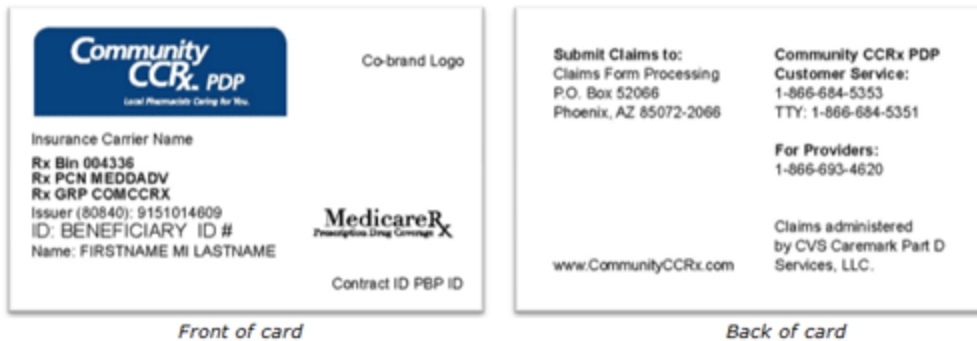 Community
CCRx. PDP
Local Pharmacists Caring for You.
Co-brand Logo
Insurance Carrier Name
Rx Bin 004336
Rx PCN MEDDADV
Rx GRP COMCCRX
Issuer (80840): 9151014609
ID: BENEFICIARY ID #
Name: FIRSTNAME MI LASTNAME
MedicareRx
Prescription Drug Coverage
Contract ID PBP ID
Front of card
Submit Claims to:
Claims Form Processing
P.O. Box 52066
Phoenix, AZ 85072-2066
www.CommunityCCRx.com
Community CCRx PDP
Customer Service:
1-866-684-5353
TTY: 1-866-684-5351
For Providers:
1-866-693-4620
Claims administered
by CVS Caremark Part D
Services, LLC.
Back of card